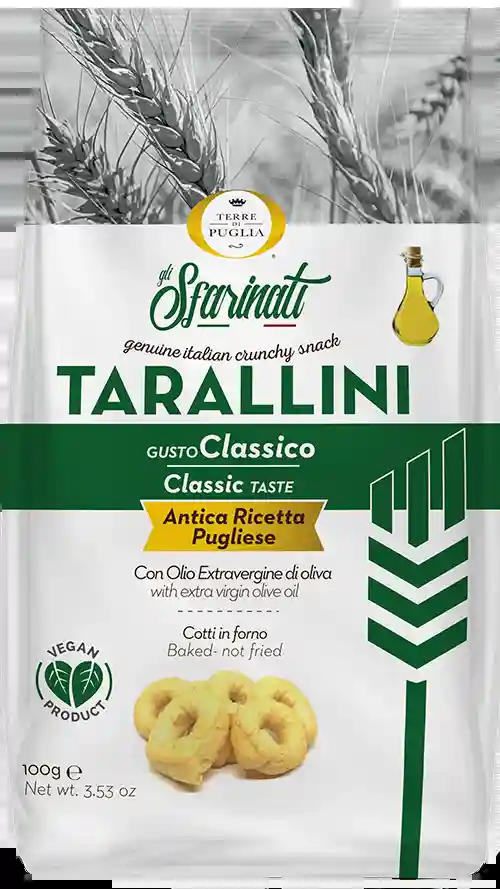 TERRE
DI
PUGLIA
gli
Sfarinati
genuine italian crunchy snack
TARALLINI
GUSTO Classico
Classic TASTE
Antica Ricetta
Pugliese
Con Olio Extravergine di oliva
with extra virgin olive oil
Cotti in forno
Baked- not fried
VEGAN
PRODUCT
100g e
Net wt. 3.53 oz